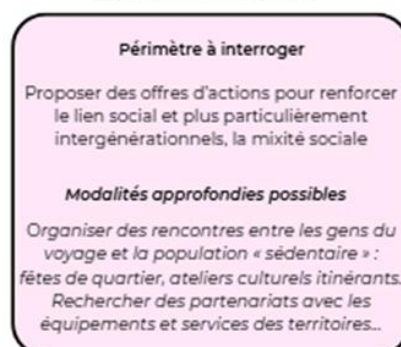 Périmètre à interroger
Proposer des offres d'actions pour renforcer
le lien social et plus particulièrement
intergénérationnels, la mixité sociale
Modalités approfondies possibles
Organiser des rencontres entre les gens du
voyage et la population « sédentaire » :
fêtes de quartier, ateliers culturels itinérants.
Rechercher des partenariats avec les
équipements et services des territoires...